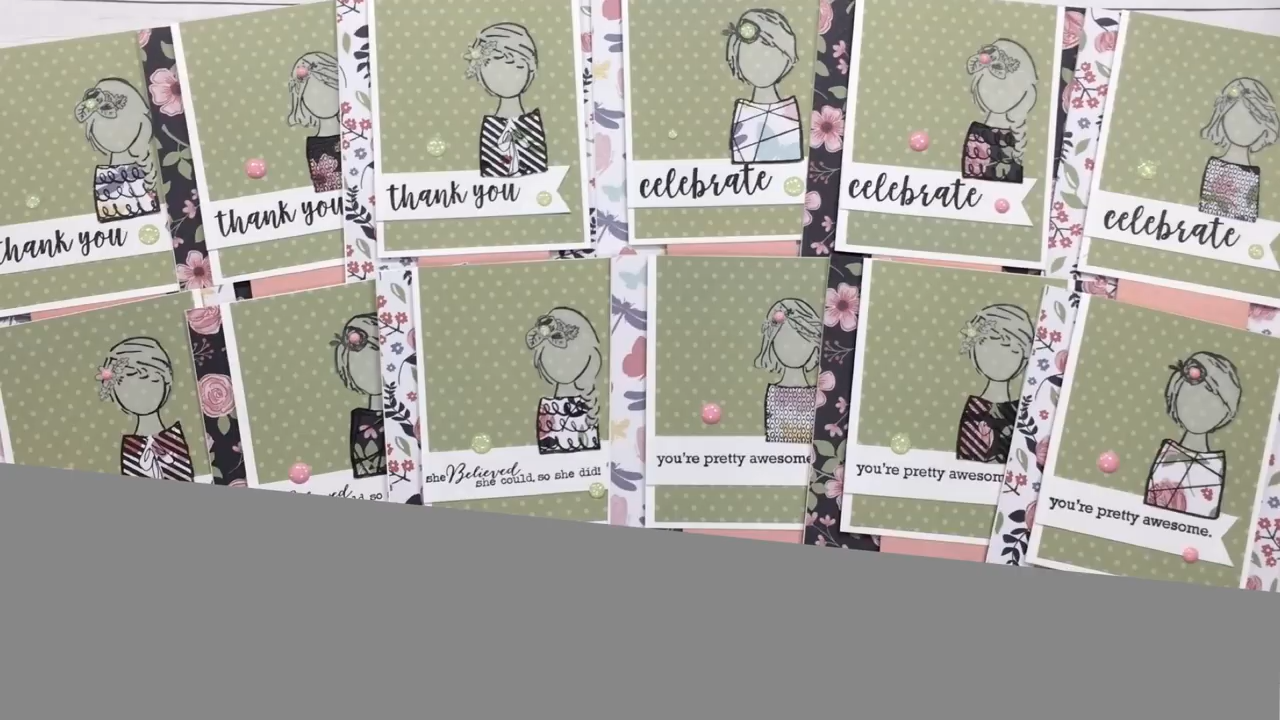 thank you
thank you
thank you
celebrate
celebrate
celebrate
she Believed
she could, so she did!
you're pretty awesome
you're pretty awesom
you're pretty awesome.